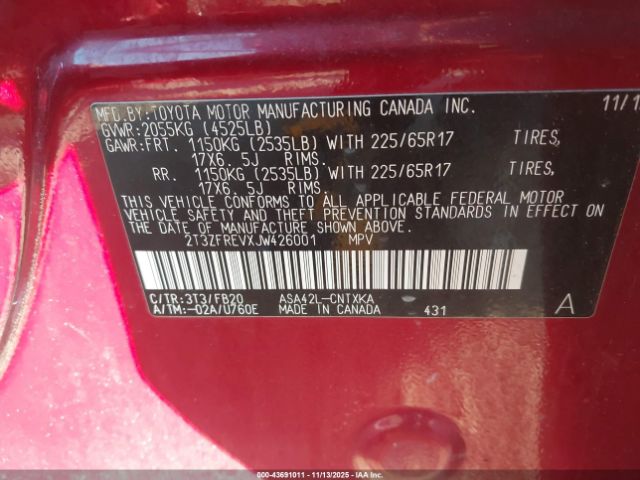 MFD. BY: TOYOTA MOTOR MANUFACTURING CANADA INC. 11/1
GVWR: 2055KG (4525LB)
GAWR: FRT. 1150KG (2535LB) WITH 225/65R17 TIRES,
17X6. 5J RIMS.
RR. 1150KG (2535LB) WITH 225/65R17 TIRES,
17X6. 5J RIMS.
THIS VEHICLE CONFORMS TO ALL APPLICABLE FEDERAL MOTOR
VEHICLE SAFETY AND THEFT PREVENTION STANDARDS IN EFFECT ON
THE DATE OF MANUFACTURE SHOWN ABOVE.
2T3ZFREVXJW426001 MPV
C/TR: 3T3/FB20 ASA42L-CNTXKA A
A/TM: -02A/U760E MADE IN CANADA 431
000-43691011 - 11/13/2025 - IAAI.COM